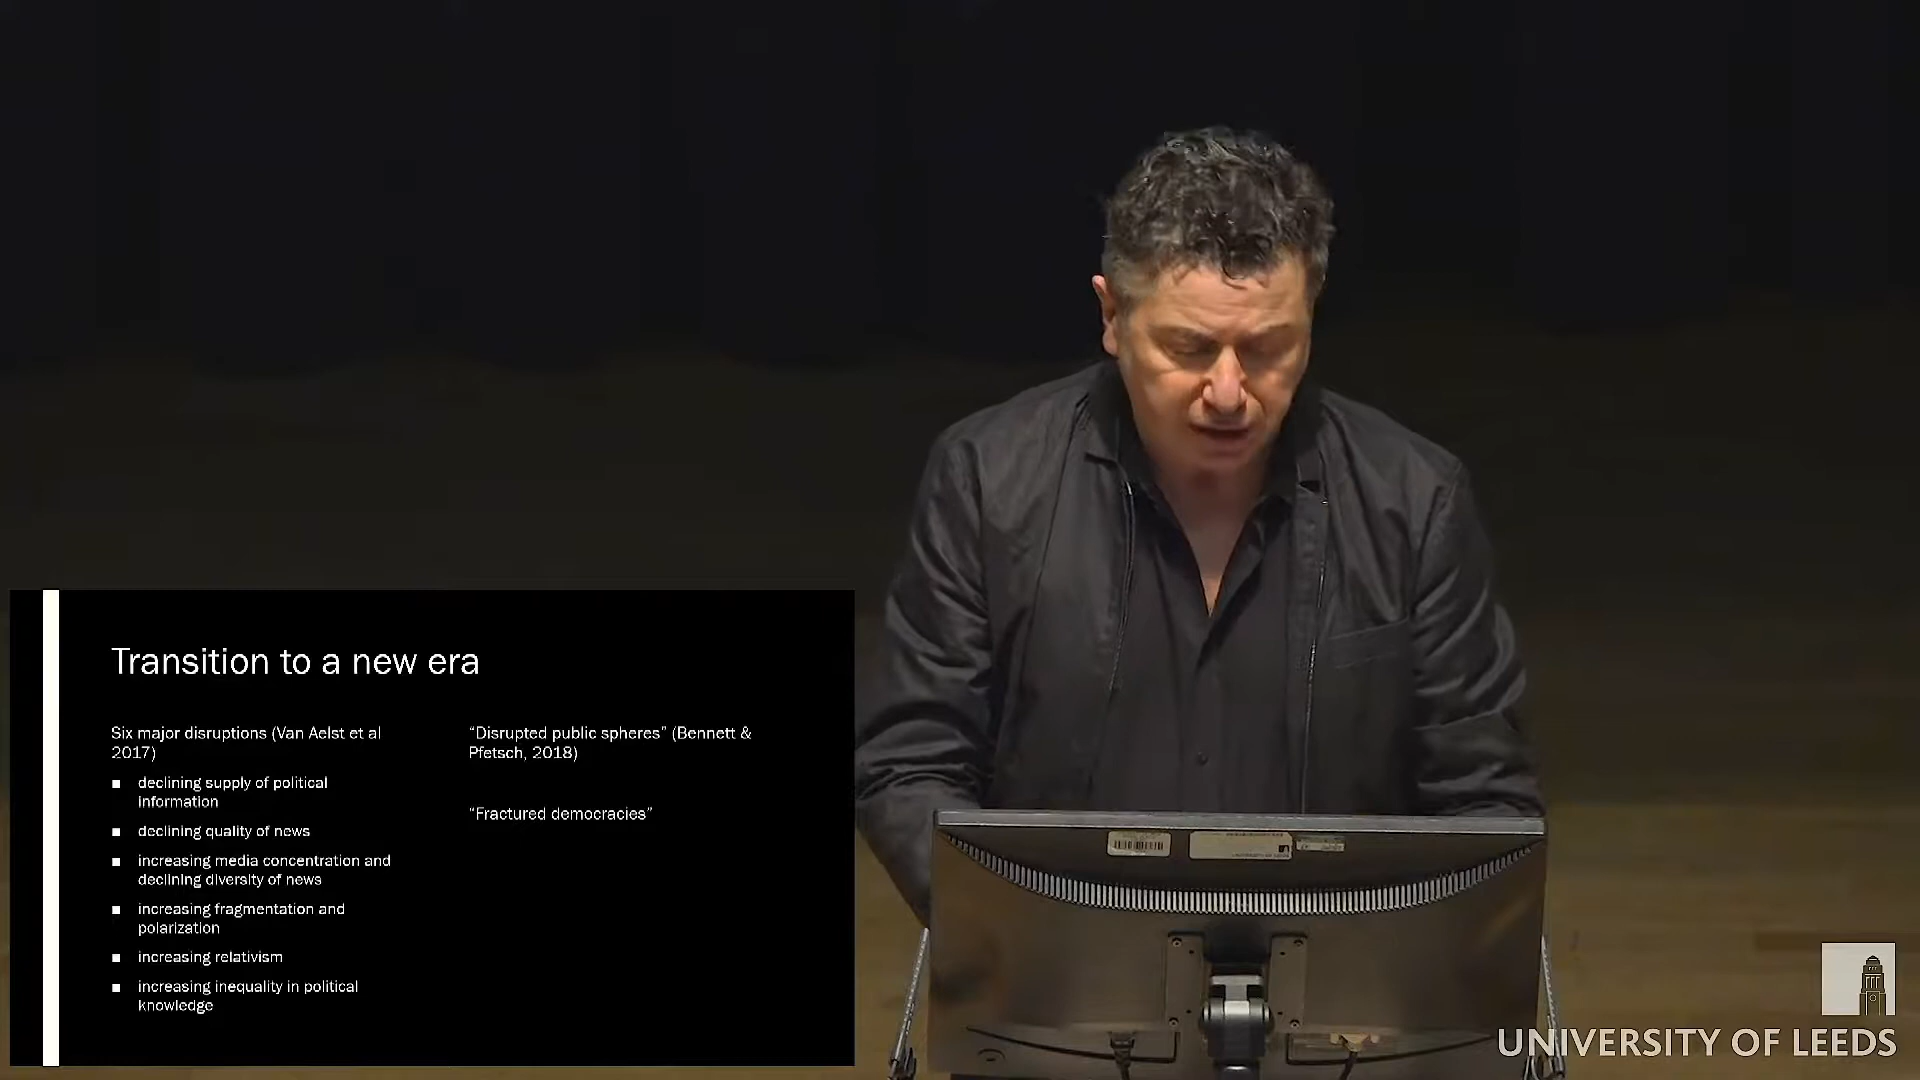 Transition to a new era
Six major disruptions (Van Aelst et al
2017)
■ declining supply of political
information
■ declining quality of news
■ increasing media concentration and
declining diversity of news
■ increasing fragmentation and
polarization
■ increasing relativism
■ increasing inequality in political
knowledge
“Disrupted public spheres” (Bennett &
Pfetsch, 2018)
“Fractured democracies”
UNIVERSITY OF LEEDS